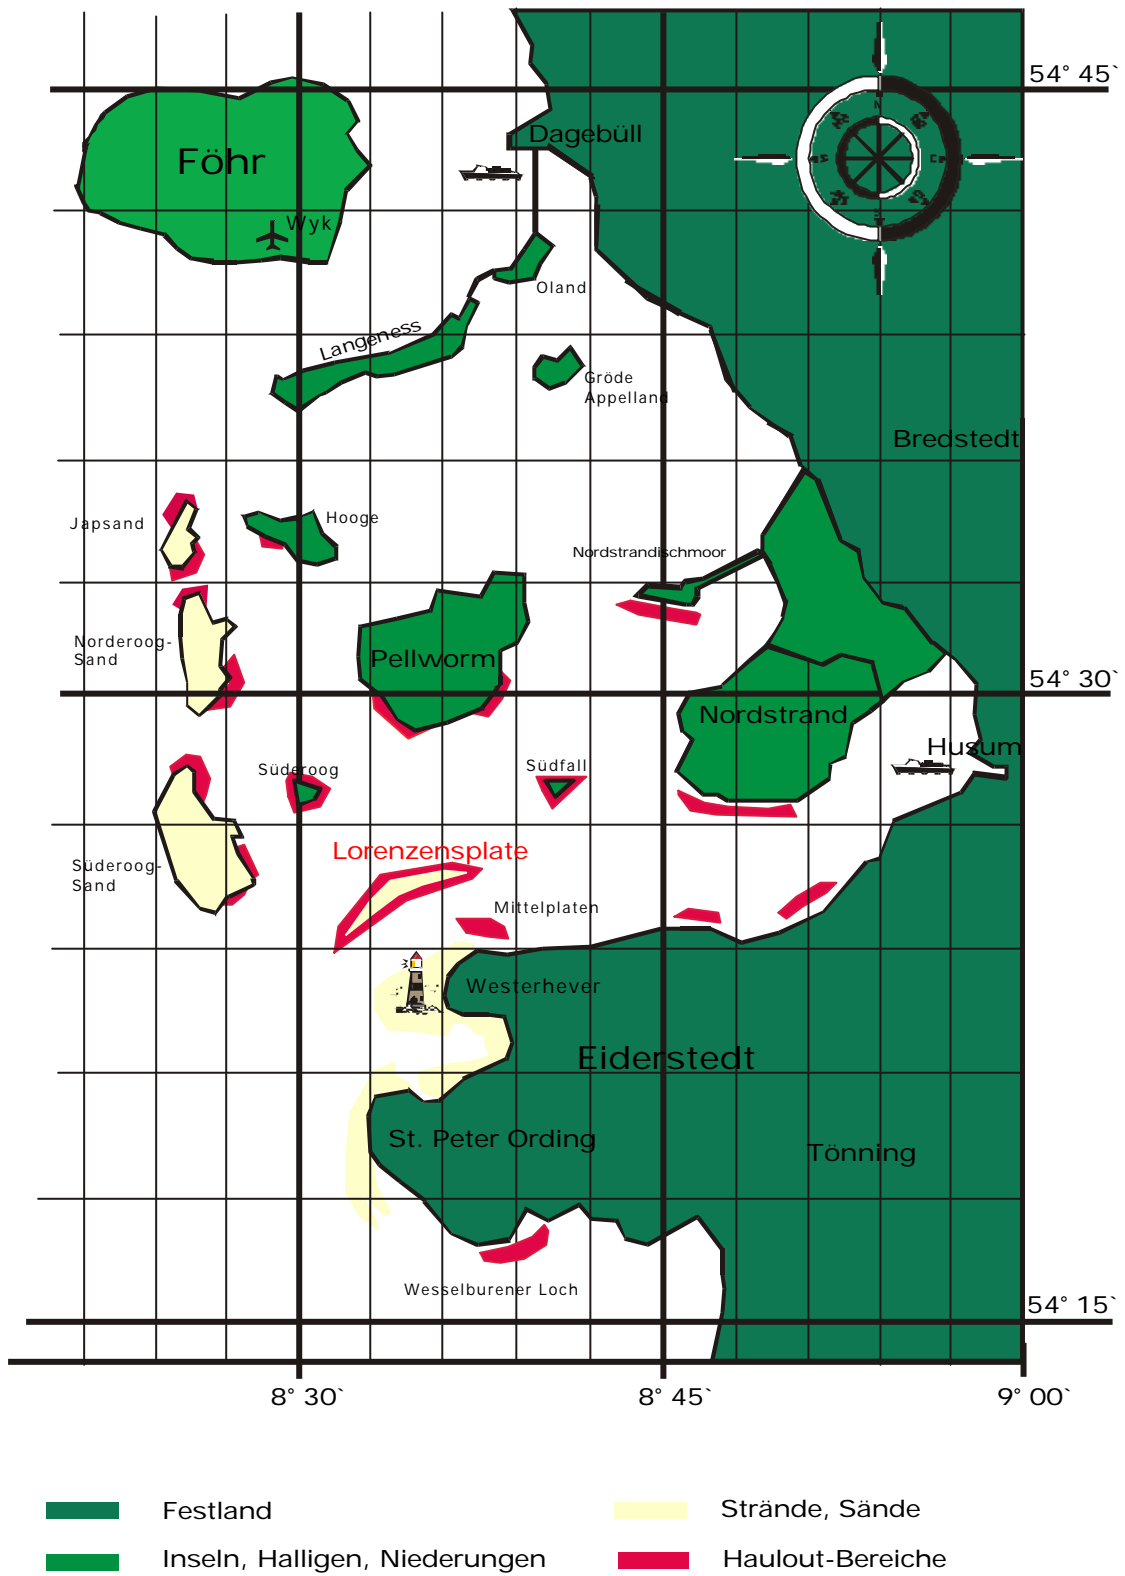 54° 45`
Dagebüll
Föhr
Wyk
Oland
Langeness
Gröde
Appelland
Bredstedt
Japsand
Hooge
Nordstrandischmoor
Norderoog-
Sand
Pellworm
54° 30`
Nordstrand
Husum
Süderoog
Südfall
Lorenzensplate
Süderoog-
Sand
Mittelplaten
Westerhever
Eiderstedt
St. Peter Ording
Tönning
Wesselburener Loch
54° 15`
8° 30`
8° 45`
9° 00`
Festland
Strände, Sände
Inseln, Halligen, Niederungen
Haulout-Bereiche